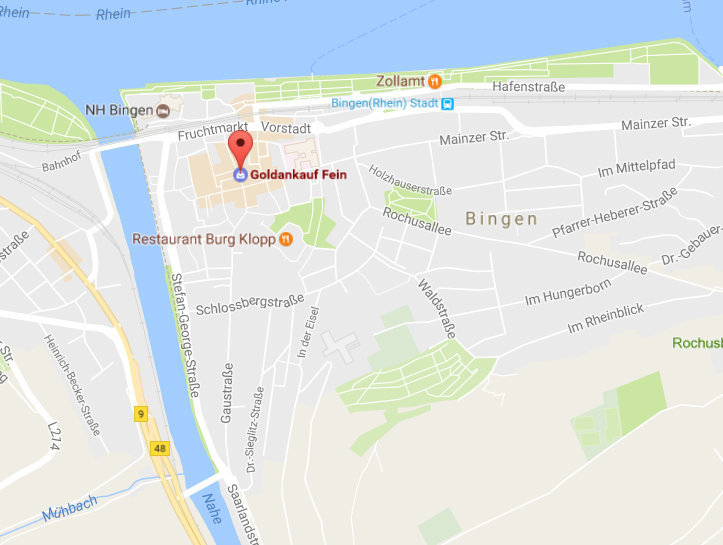 Rhein
Rhein
Rhine
Zollamt
Hafenstraße
NH Bingen
Bingen(Rhein) Stadt
Fruchtmarkt
Vorstadt
Mainzer Str.
Mainzer Str.
Bahnhof
Goldankauf Fein
Holzhauserstraße
Im Mittelpfad
Rochusallee
Bingen
Pfarrer-Heberer-Straße
Restaurant Burg Klopp
Rochusallee
Dr.-Gebauer-
straße
Stefan-George-Straße
Schlossbergstraße
Waldstraße
Im Hungerborn
In der Eisel
Im Rheinblick
Heinrich-Becker-Straße
Rochusb
Str
Gaustraße
Dr.-Sieglitz-Straße
9
L214
48
Mühbach
Nahe
Saarlandstr